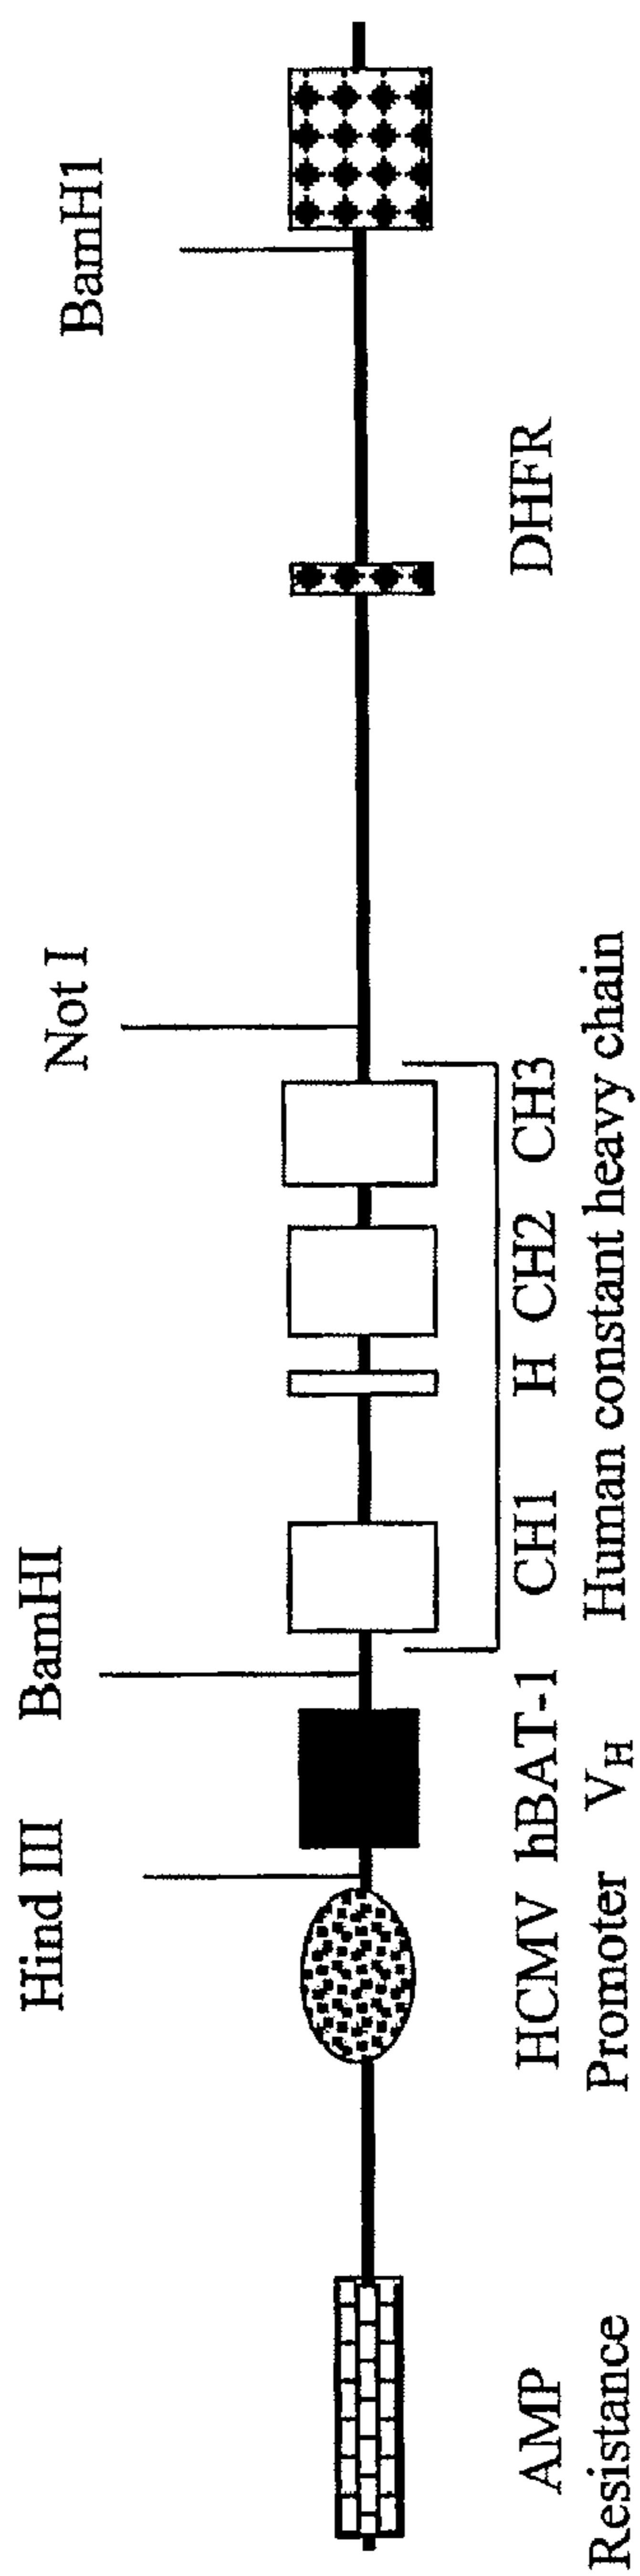 Hind III
BamHI
Not I
BamH1
AMP
Resistance
HCMV
Promoter
hBAT-1
VH
CH1
H
CH2
CH3
Human constant heavy chain
DHFR